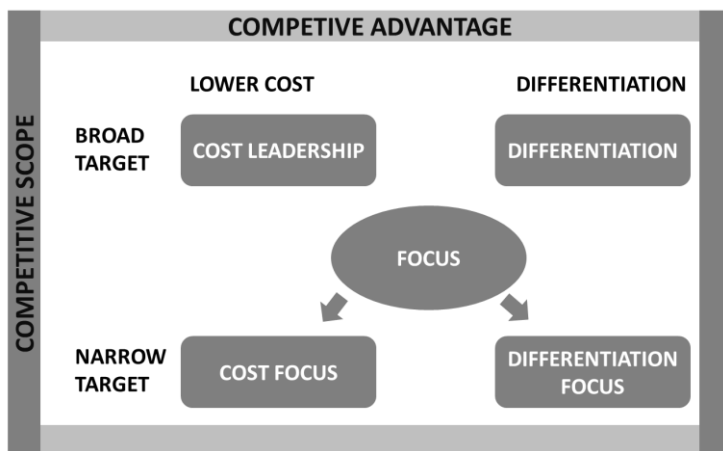 COMPETIVE ADVANTAGE
COMPETITIVE SCOPE
LOWER COST
DIFFERENTIATION
BROAD
TARGET
COST LEADERSHIP
DIFFERENTIATION
FOCUS
NARROW
TARGET
COST FOCUS
DIFFERENTIATION
FOCUS